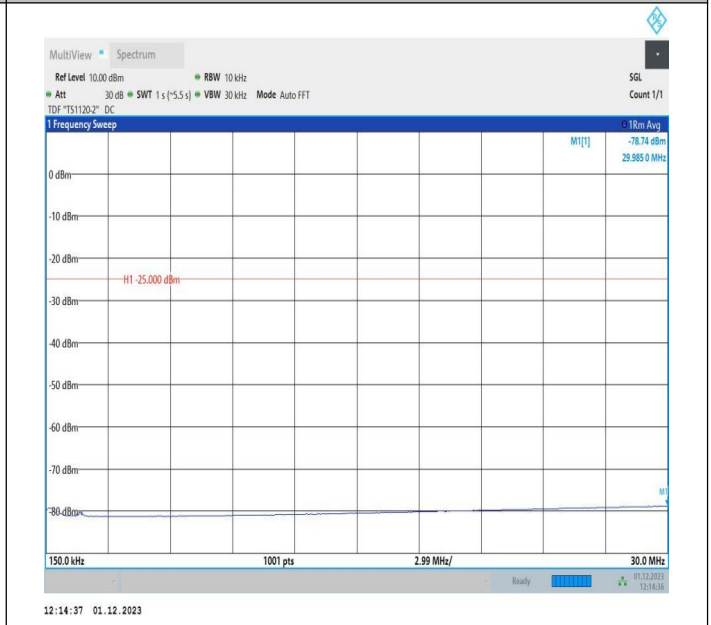 MultiView Spectrum
Ref Level 10.00 dBm RBW 10 kHz SGL
Att 30 dB SWT 1 s (~5.5 s) VBW 30 kHz Mode Auto FFT Count 1/1
TDF "TS1120-2" DC
1 Frequency Sweep 1Rm Avg
M1[1] -78.74 dBm
29.985 0 MHz
0 dBm
-10 dBm
-20 dBm
H1 -25.000 dBm
-30 dBm
-40 dBm
-50 dBm
-60 dBm
-70 dBm
M1
-80 dBm
150.0 kHz 1001 pts 2.99 MHz/ 30.0 MHz
Ready 01.12.2023
12:14:36
12:14:37 01.12.2023